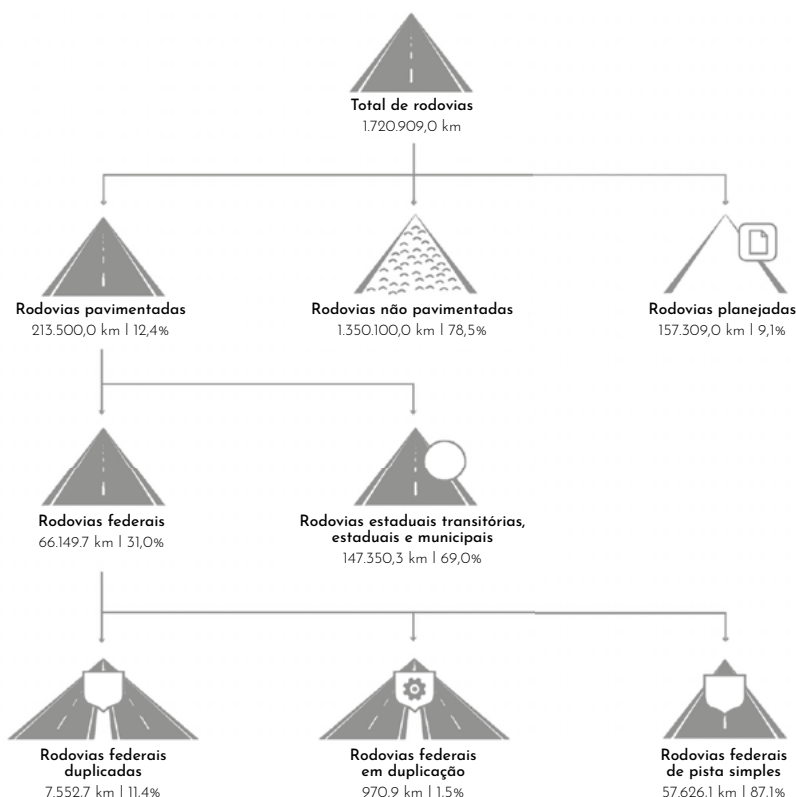 Total de rodovias
1.720.909,0 km
Rodovias pavimentadas
213.500,0 km | 12,4%
Rodovias não pavimentadas
1.350.100,0 km | 78,5%
Rodovias planejadas
157.309,0 km | 9,1%
Rodovias federais
66.149.7 km | 31,0%
Rodovias estaduais transitórias,
estaduais e municipais
147.350,3 km | 69,0%
Rodovias federais
duplicadas
7.552,7 km | 11,4%
Rodovias federais
em duplicação
970,9 km | 1,5%
Rodovias federais
de pista simples
57.626,1 km | 87,1%